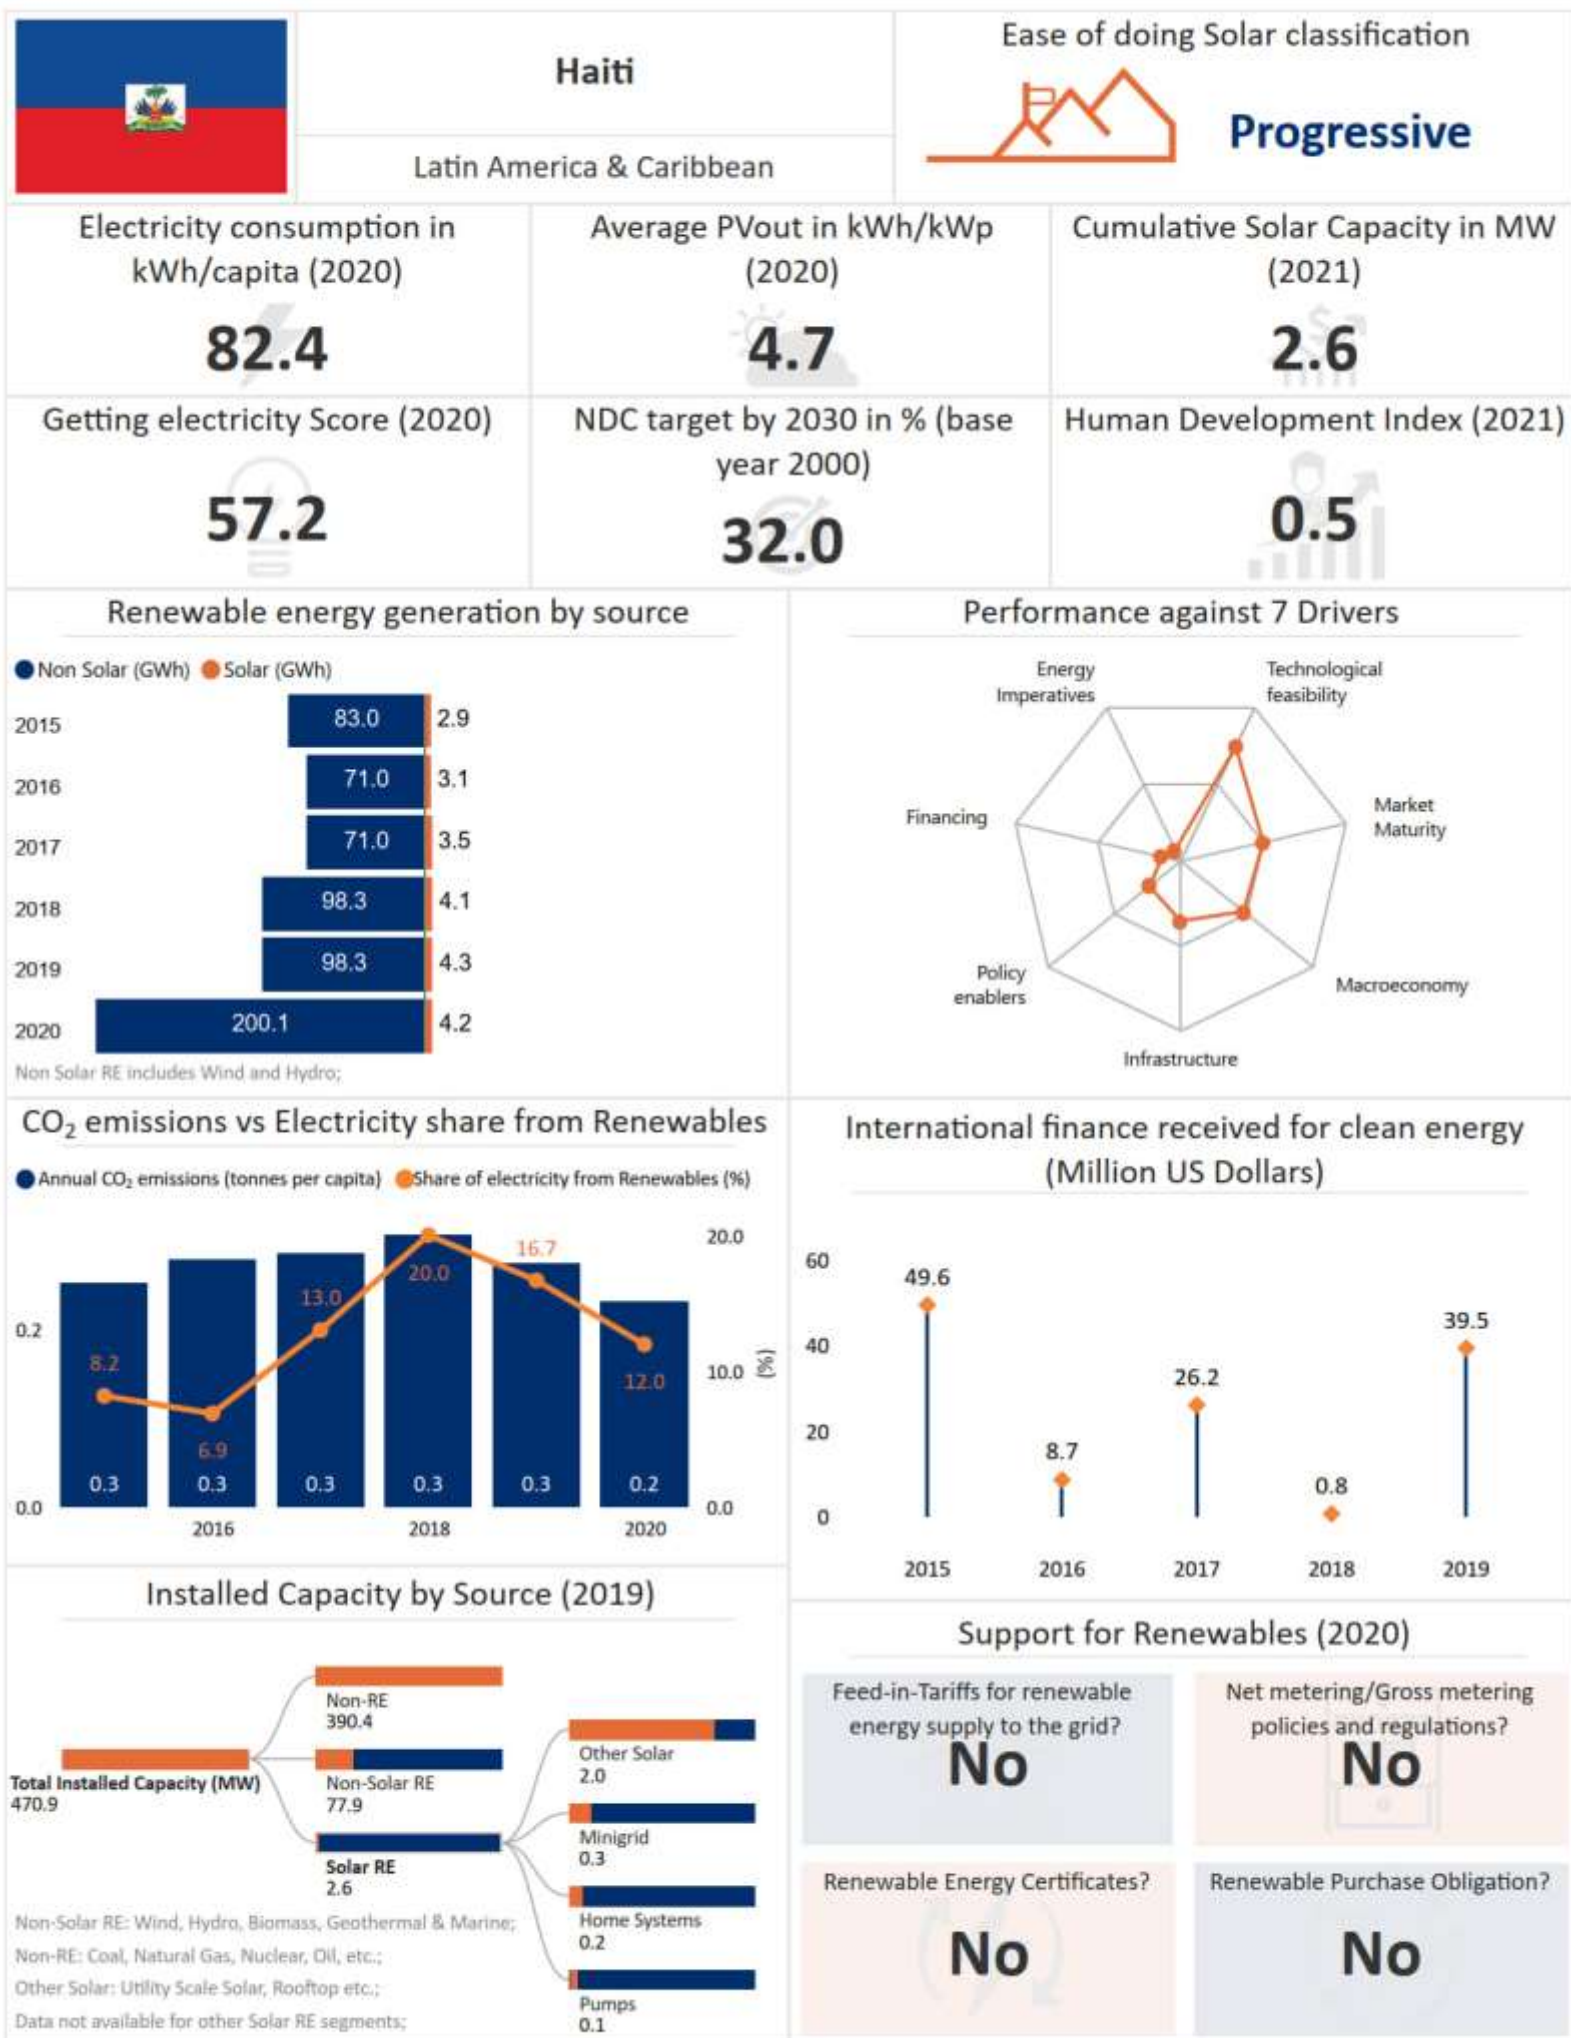 Haiti
Latin America & Caribbean
Ease of doing Solar classification
Progressive
Electricity consumption in
kWh/capita (2020)
82.4
Average PVout in kWh/kWp
(2020)
4.7
Cumulative Solar Capacity in MW
(2021)
2.6
Getting electricity Score (2020)
57.2
NDC target by 2030 in % (base
year 2000)
32.0
Human Development Index (2021)
0.5
Renewable energy generation by source
Non Solar (GWh) Solar (GWh)
2015 83.0 2.9
2016 71.0 3.1
2017 71.0 3.5
2018 98.3 4.1
2019 98.3 4.3
2020 200.1 4.2
Non Solar RE includes Wind and Hydro;
Performance against 7 Drivers
Energy
Imperatives
Technological
feasibility
Financing
Market
Maturity
Policy
enablers
Macroeconomy
Infrastructure
CO₂ emissions vs Electricity share from Renewables
Annual CO₂ emissions (tonnes per capita) Share of electricity from Renewables (%)
20.0
16.7
20.0
13.0
0.2
8.2
10.0 (%)
12.0
6.9
0.3 0.3 0.3 0.3 0.3 0.2
0.0 0.0
2016 2018 2020
International finance received for clean energy
(Million US Dollars)
60
49.6
39.5
40
26.2
20
8.7
0.8
0
2015 2016 2017 2018 2019
Installed Capacity by Source (2019)
Total Installed Capacity (MW)
470.9
Non-RE
390.4
Non-Solar RE
77.9
Solar RE
2.6
Other Solar
2.0
Minigrid
0.3
Home Systems
0.2
Pumps
0.1
Non-Solar RE: Wind, Hydro, Biomass, Geothermal & Marine;
Non-RE: Coal, Natural Gas, Nuclear, Oil, etc.;
Other Solar: Utility Scale Solar, Rooftop etc.;
Data not available for other Solar RE segments;
Support for Renewables (2020)
Feed-in-Tariffs for renewable
energy supply to the grid?
No
Net metering/Gross metering
policies and regulations?
No
Renewable Energy Certificates?
No
Renewable Purchase Obligation?
No